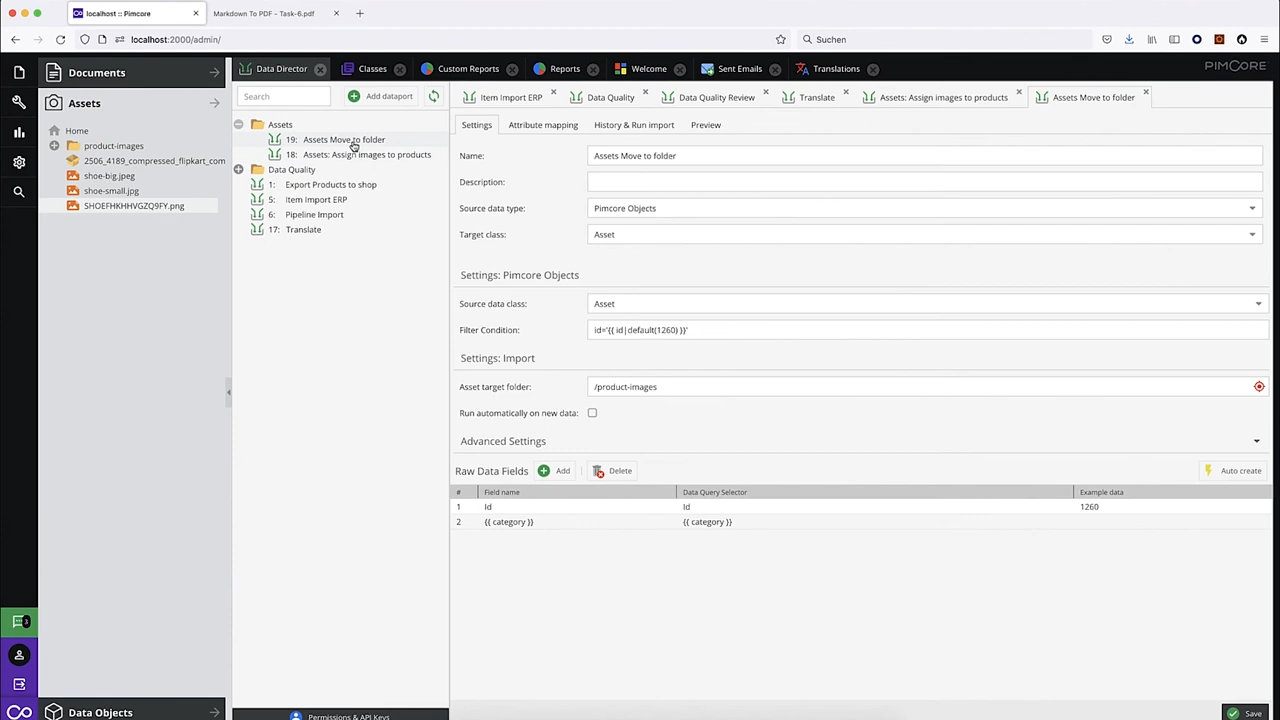 localhost :: Pimcore
Markdown To PDF – Task-6.pdf
localhost:2000/admin/
Suchen
Documents
Data Director
Classes
Custom Reports
Reports
Welcome
Sent Emails
Translations
PIMCORE
Assets
Search
Add dataport
Item Import ERP
Data Quality
Data Quality Review
Translate
Assets: Assign images to products
Assets Move to folder
Home
product-images
2506_4189_compressed_flipkart_com
shoe-big.jpeg
shoe-small.jpg
SHOEFHKHHVGZQ9FY.png
Assets
19: Assets Move to folder
18: Assets: Assign images to products
Data Quality
1: Export Products to shop
5: Item Import ERP
6: Pipeline Import
17: Translate
Settings
Attribute mapping
History & Run import
Preview
Name: Assets Move to folder
Description:
Source data type: Pimcore Objects
Target class: Asset
Settings: Pimcore Objects
Source data class: Asset
Filter Condition: id='{{ id|default(1260) }}'
Settings: Import
Asset target folder: /product-images
Run automatically on new data:
Advanced Settings
Raw Data Fields Add Delete Auto create
# Field name Data Query Selector Example data
1 Id Id 1260
2 {{ category }} {{ category }}
3
Data Objects
Permissions & API Keys
Save